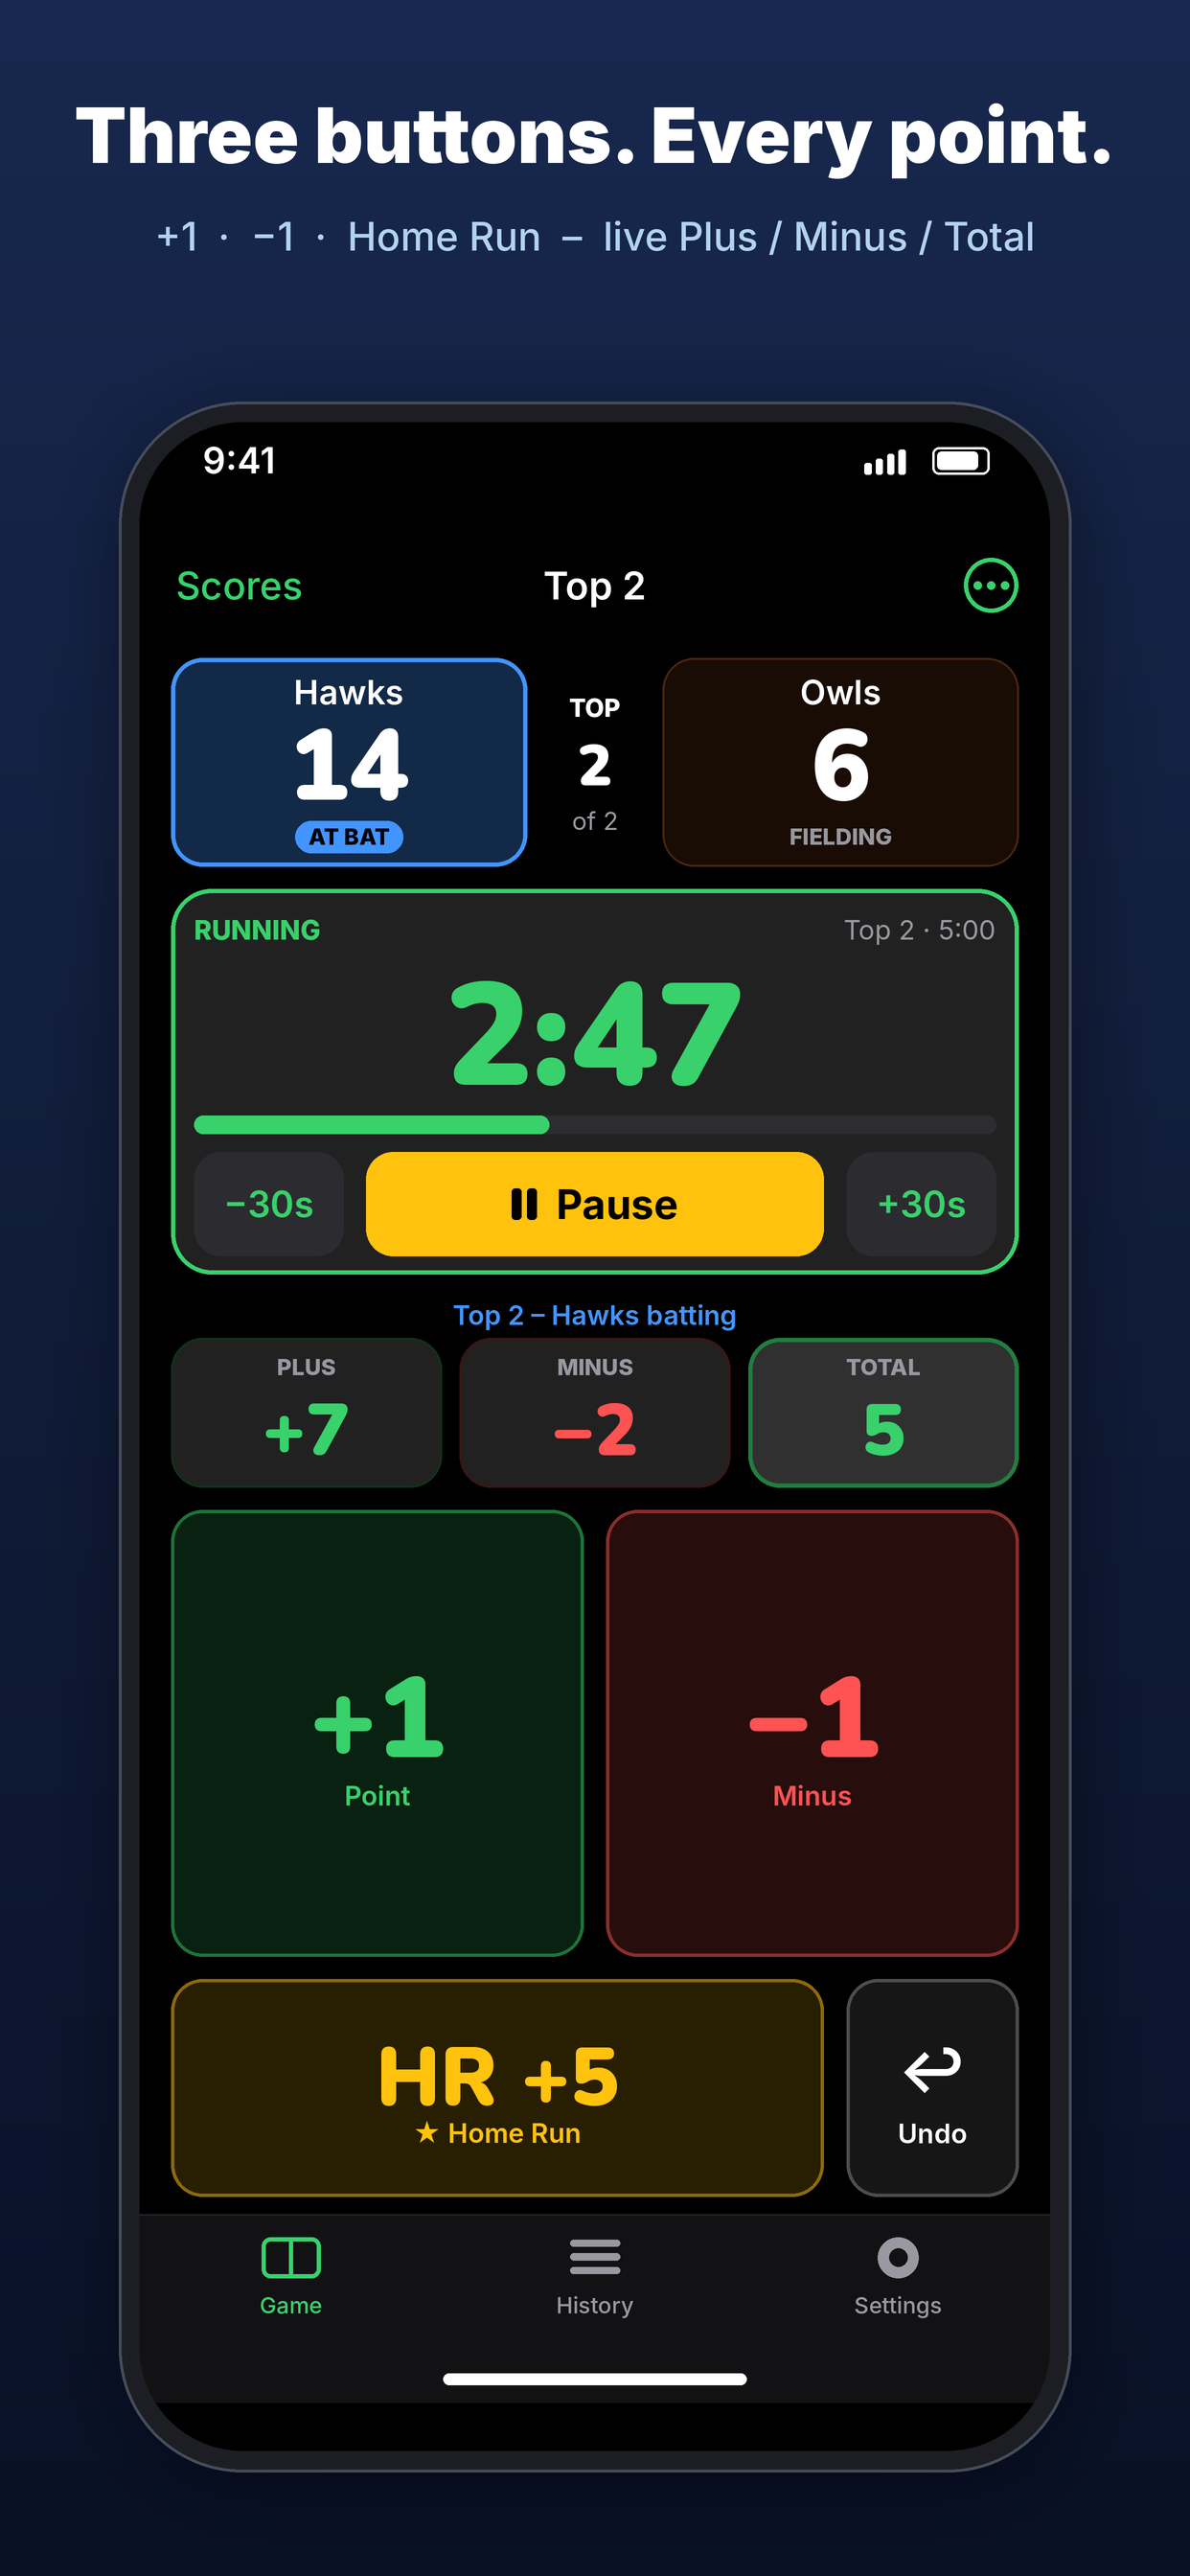 Three buttons. Every point.
+1 · −1 · Home Run – live Plus / Minus / Total
9:41
Scores
Top 2
Hawks
14
AT BAT
TOP
2
of 2
Owls
6
FIELDING
RUNNING
Top 2 · 5:00
2:47
−30s
Pause
+30s
Top 2 – Hawks batting
PLUS
+7
MINUS
−2
TOTAL
5
+1
Point
−1
Minus
HR +5
★ Home Run
Undo
Game
History
Settings